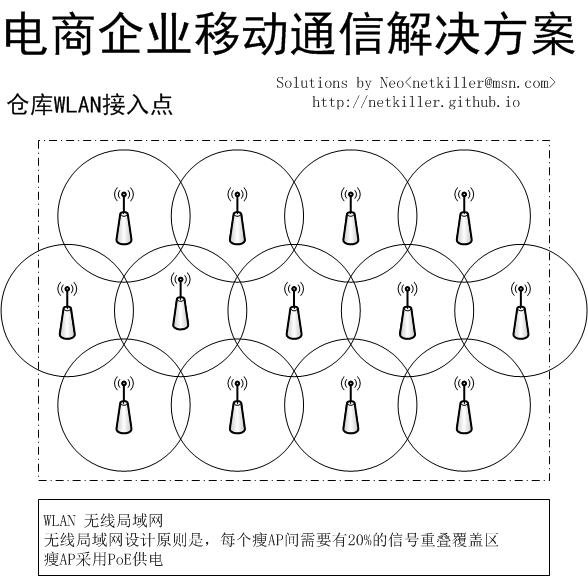 电商企业移动通信解决方案
Solutions by Neo<netkiller@msn.com>
http://netkiller.github.io
仓库WLAN接入点
WLAN 无线局域网
无线局域网设计原则是，每个瘦AP间需要有20%的信号重叠覆盖区
瘦AP采用PoE供电